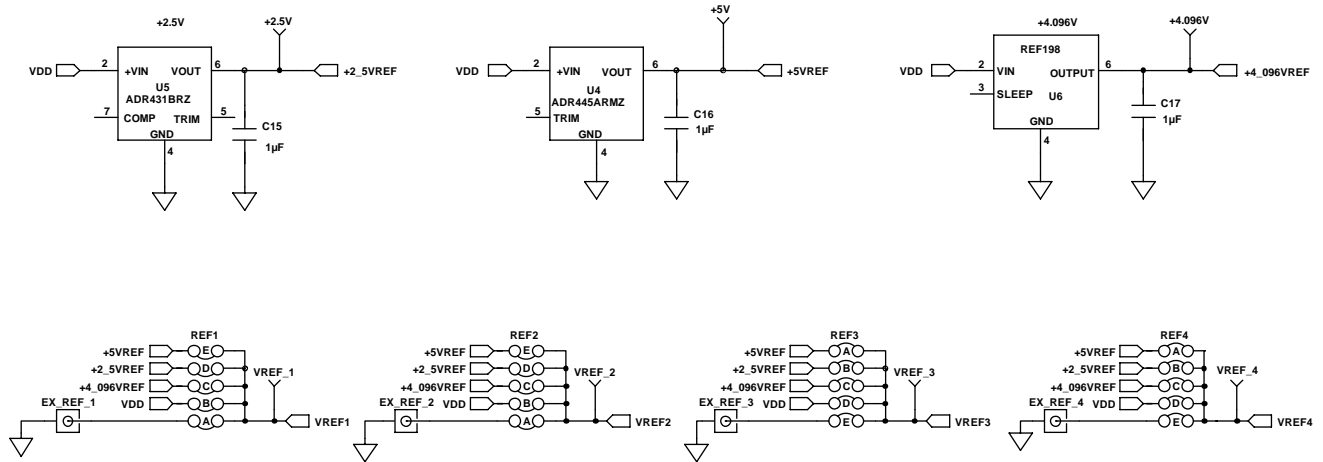 +2.5V
+2.5V
VDD
2
+VIN
VOUT
6
+2_5VREF
U5
ADR431BRZ
7
COMP
TRIM
5
GND
4
C15
1µF
+5V
VDD
2
+VIN
VOUT
6
+5VREF
U4
ADR445ARMZ
5
TRIM
GND
4
C16
1µF
+4.096V
+4.096V
REF198
VDD
2
VIN
OUTPUT
6
+4_096VREF
3
SLEEP
U6
GND
4
C17
1µF
REF1
+5VREF E
+2_5VREF D
+4_096VREF C
VDD B
EX_REF_1 A
VREF_1
VREF1
REF2
+5VREF E
+2_5VREF D
+4_096VREF C
VDD B
EX_REF_2 A
VREF_2
VREF2
REF3
+5VREF A
+2_5VREF B
+4_096VREF C
VDD D
EX_REF_3 E
VREF_3
VREF3
REF4
+5VREF A
+2_5VREF B
+4_096VREF C
VDD D
EX_REF_4 E
VREF_4
VREF4